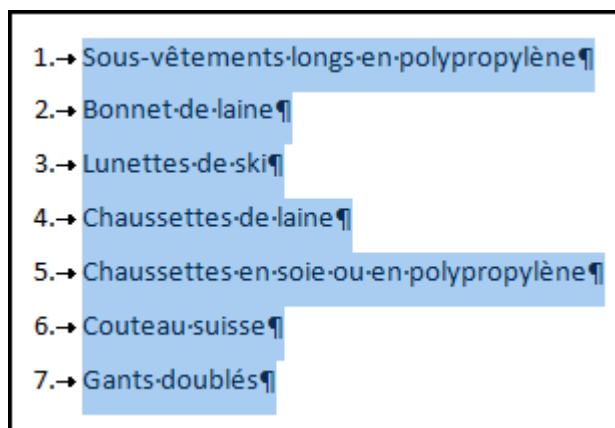 1.→ Sous-vêtements·longs·en·polypropylène¶
2.→ Bonnet·de·laine¶
3.→ Lunettes·de·ski¶
4.→ Chaussettes·de·laine¶
5.→ Chaussettes·en·soie·ou·en·polypropylène¶
6.→ Couteau·suisse¶
7.→ Gants·doublés¶